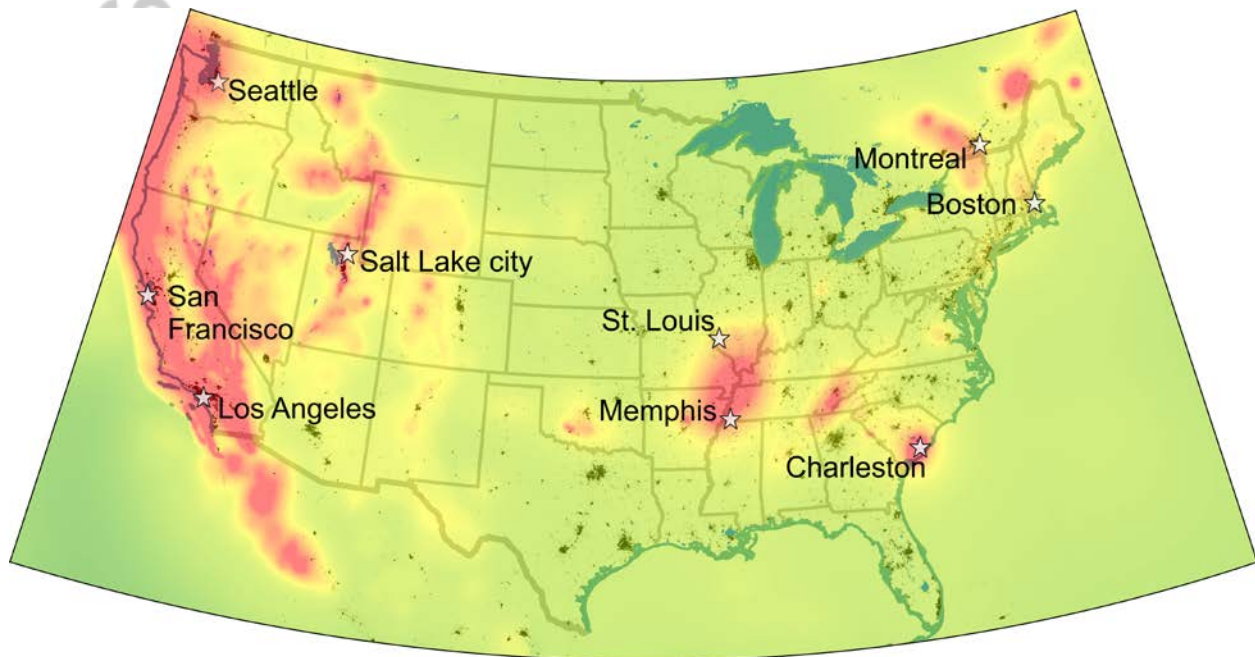 Seattle
Montreal
Boston
Salt Lake city
San
Francisco
St. Louis
Los Angeles
Memphis
Charleston